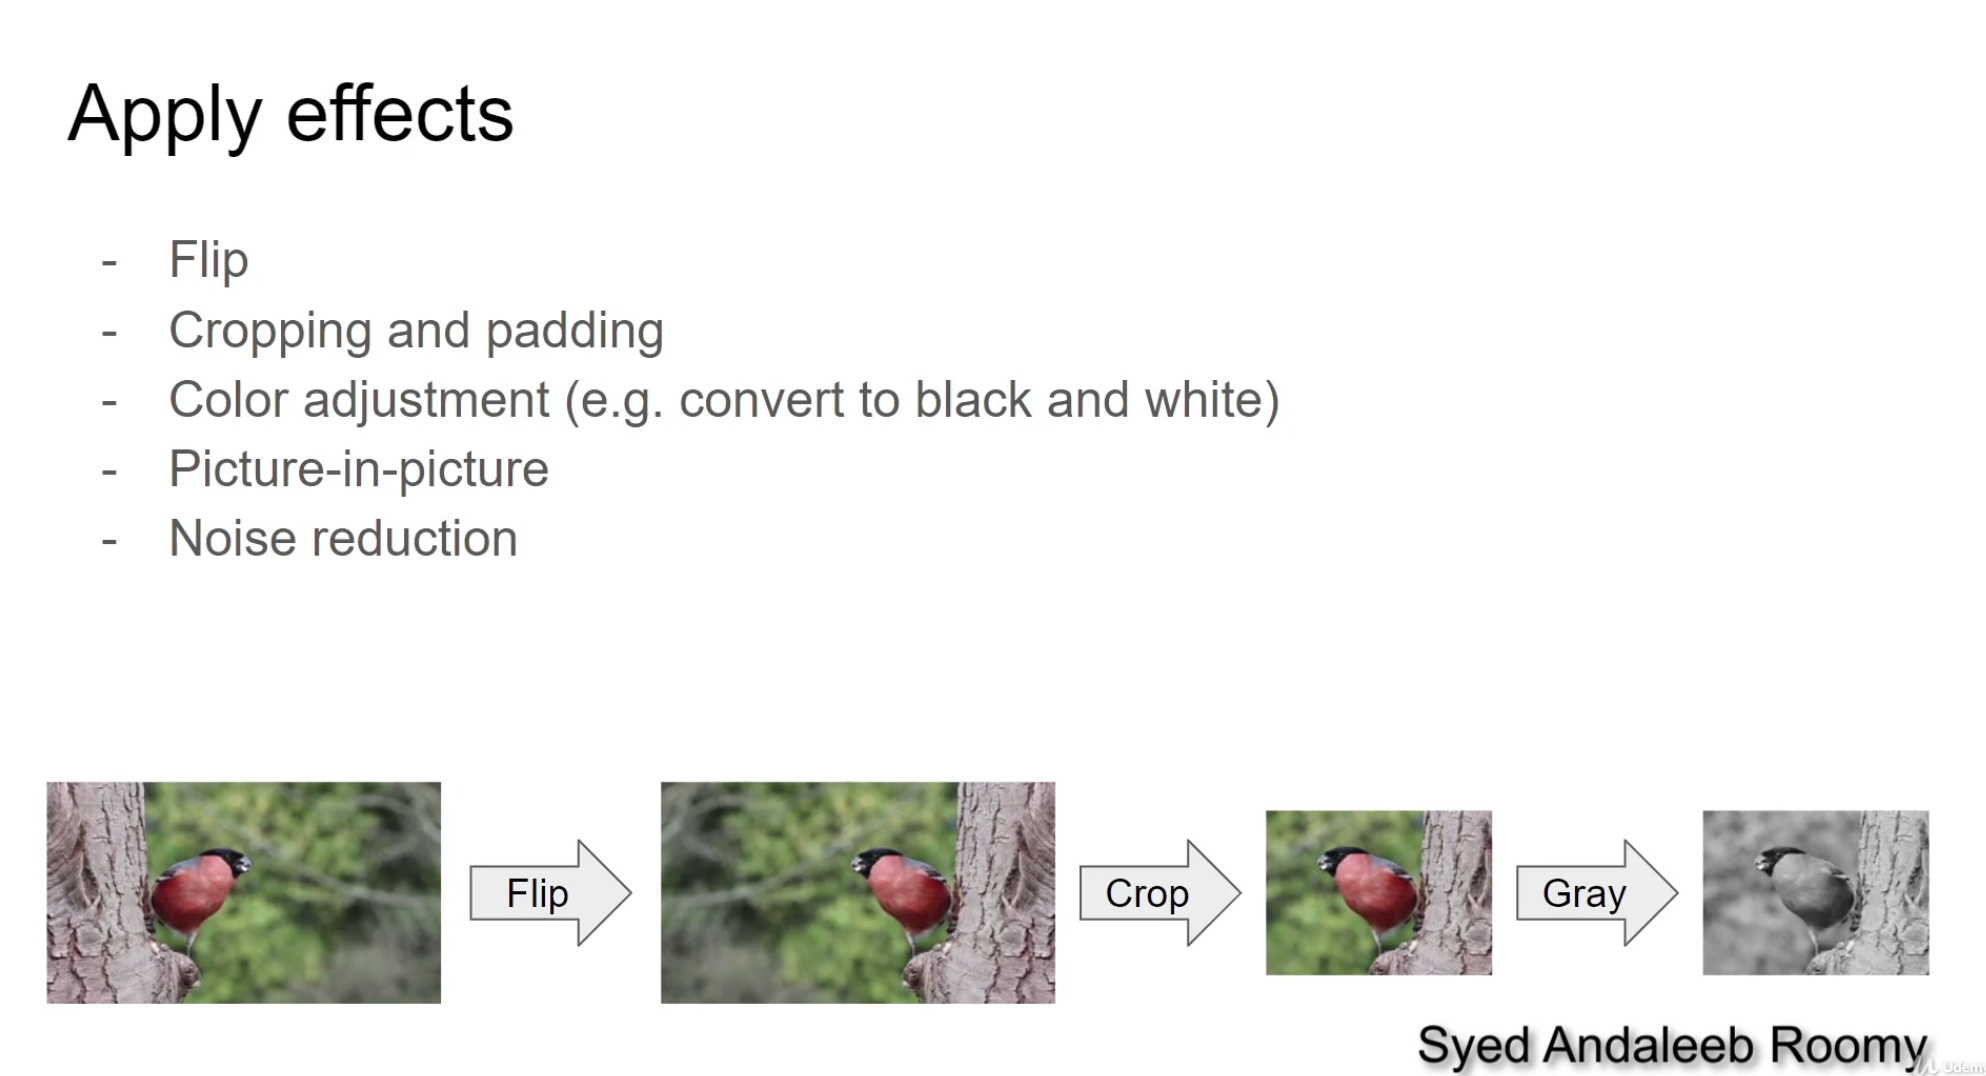 Apply effects
- Flip
- Cropping and padding
- Color adjustment (e.g. convert to black and white)
- Picture-in-picture
- Noise reduction
Flip
Crop
Gray
Syed Andaleeb Roomy